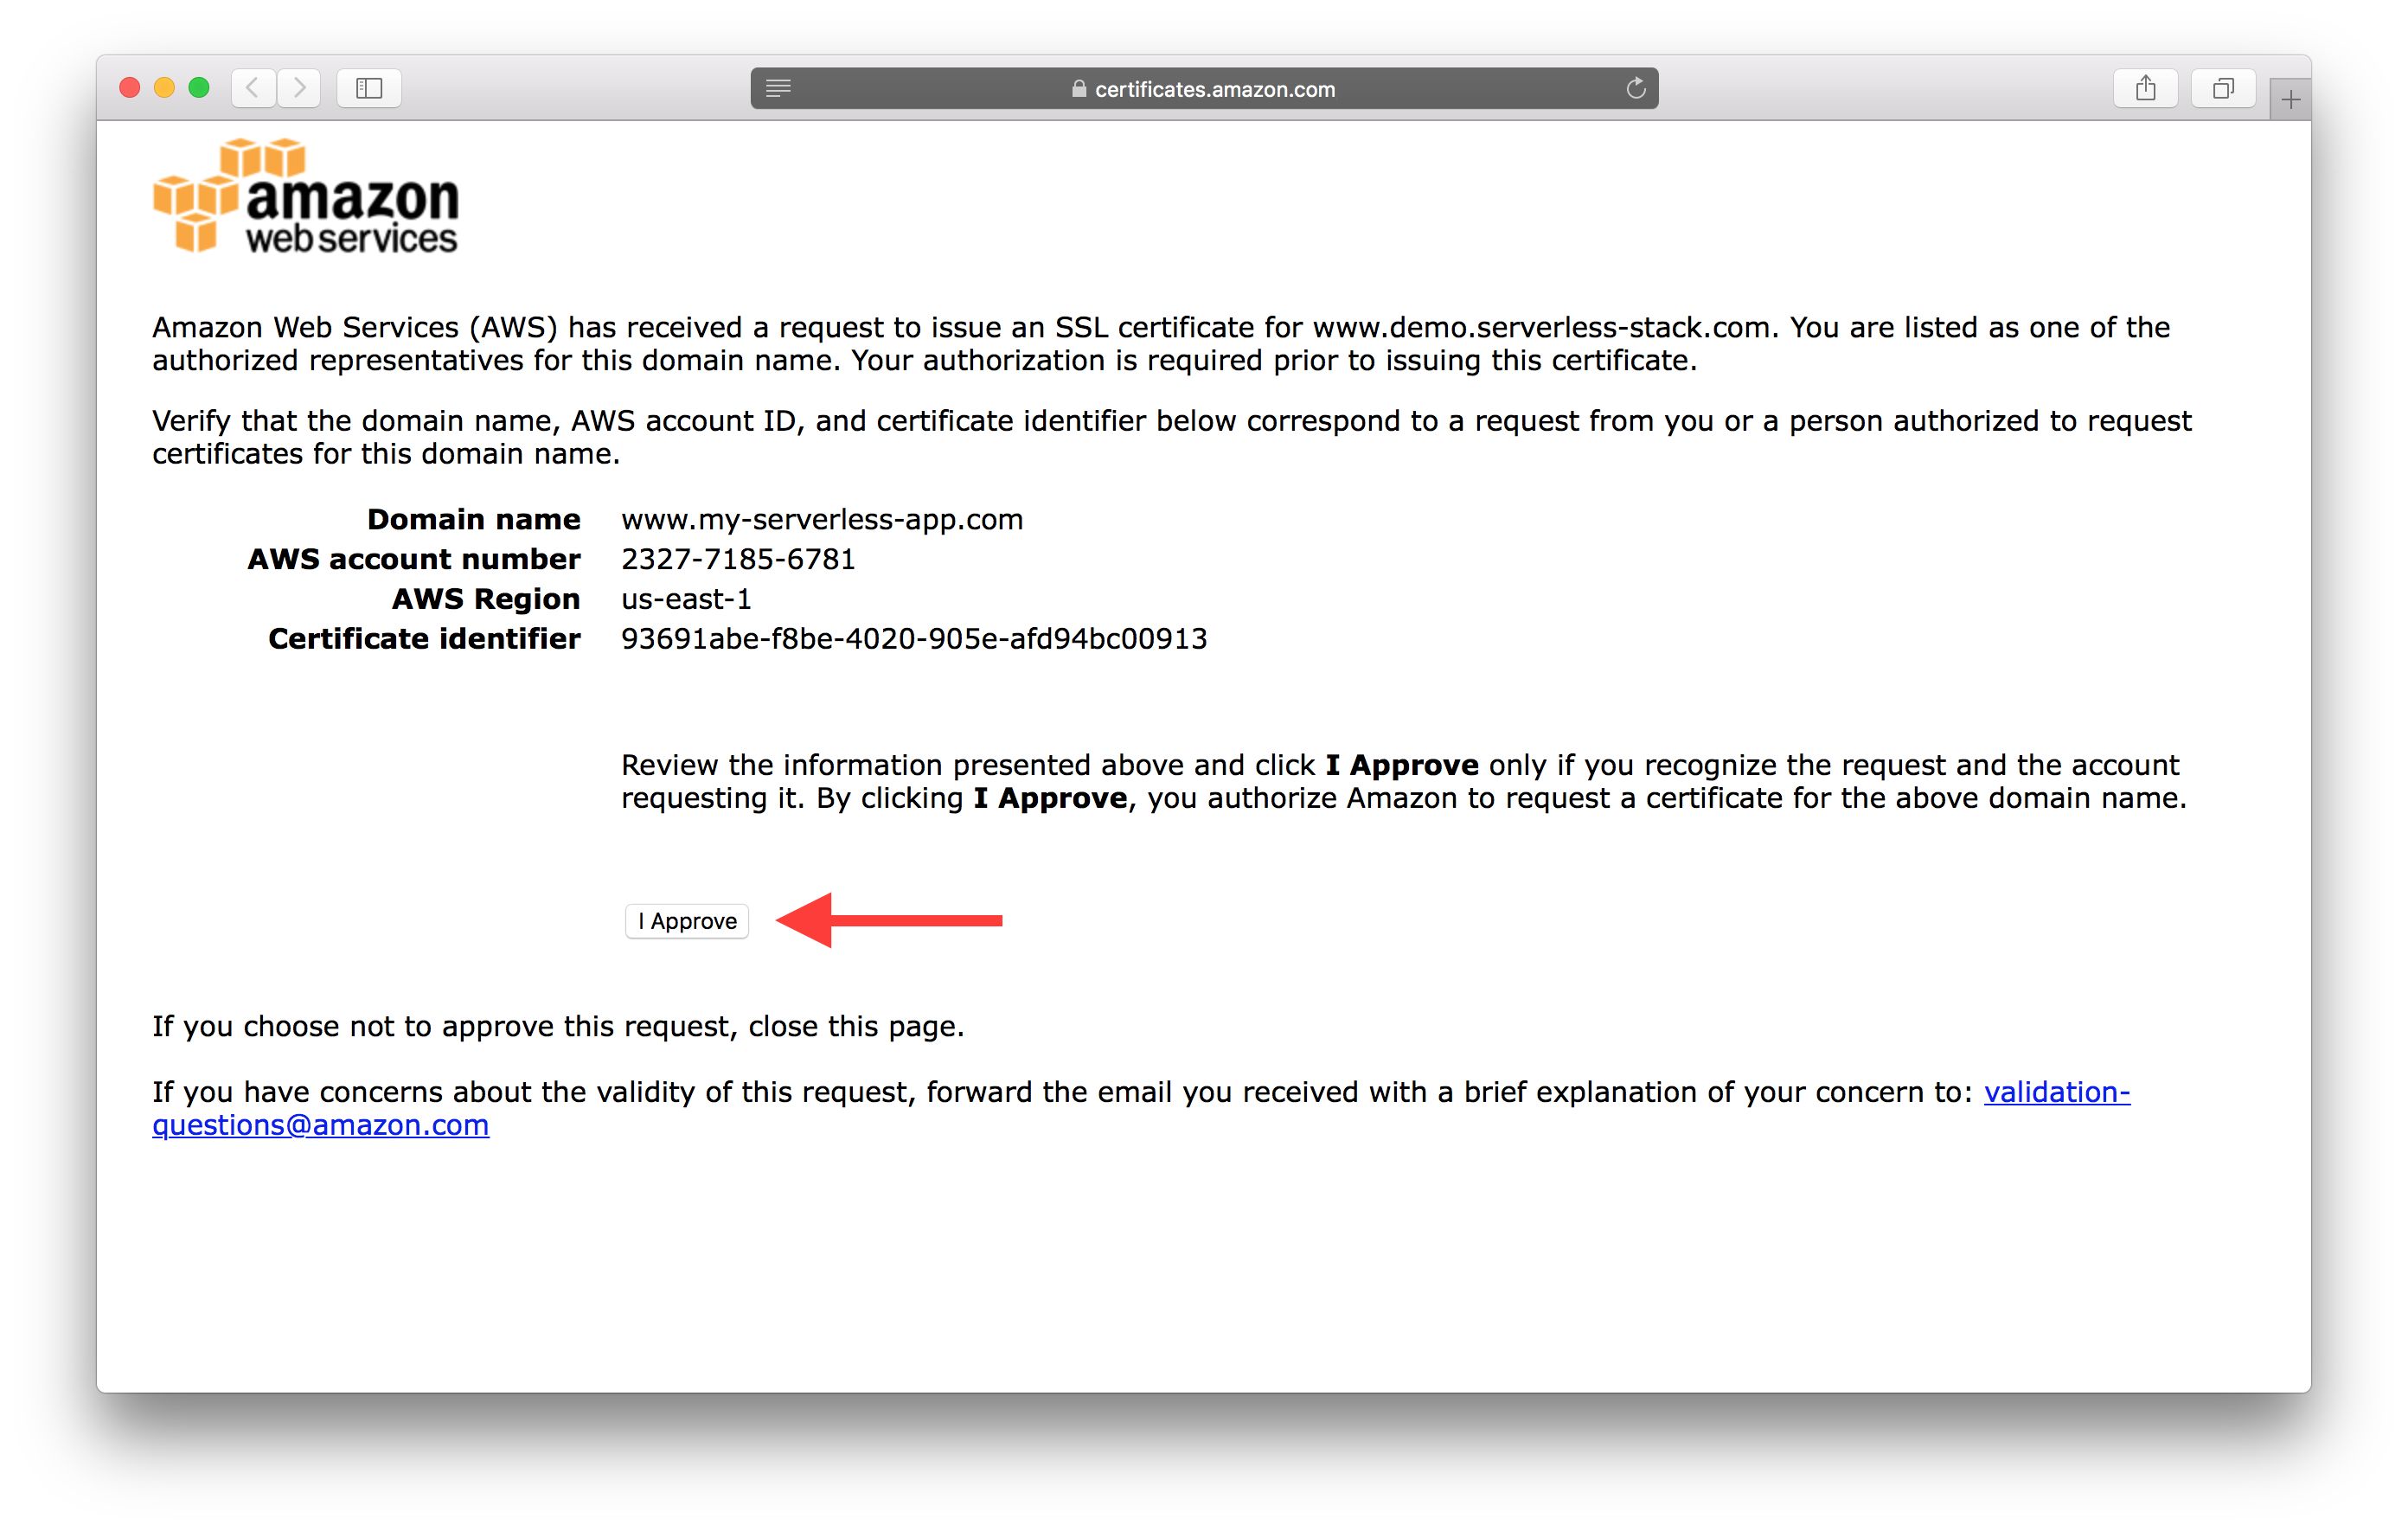 certificates.amazon.com
amazon
web services
Amazon Web Services (AWS) has received a request to issue an SSL certificate for www.demo.serverless-stack.com. You are listed as one of the
authorized representatives for this domain name. Your authorization is required prior to issuing this certificate.
Verify that the domain name, AWS account ID, and certificate identifier below correspond to a request from you or a person authorized to request
certificates for this domain name.
Domain name www.my-serverless-app.com
AWS account number 2327-7185-6781
AWS Region us-east-1
Certificate identifier 93691abe-f8be-4020-905e-afd94bc00913
Review the information presented above and click I Approve only if you recognize the request and the account
requesting it. By clicking I Approve, you authorize Amazon to request a certificate for the above domain name.
I Approve
If you choose not to approve this request, close this page.
If you have concerns about the validity of this request, forward the email you received with a brief explanation of your concern to: validation-
questions@amazon.com